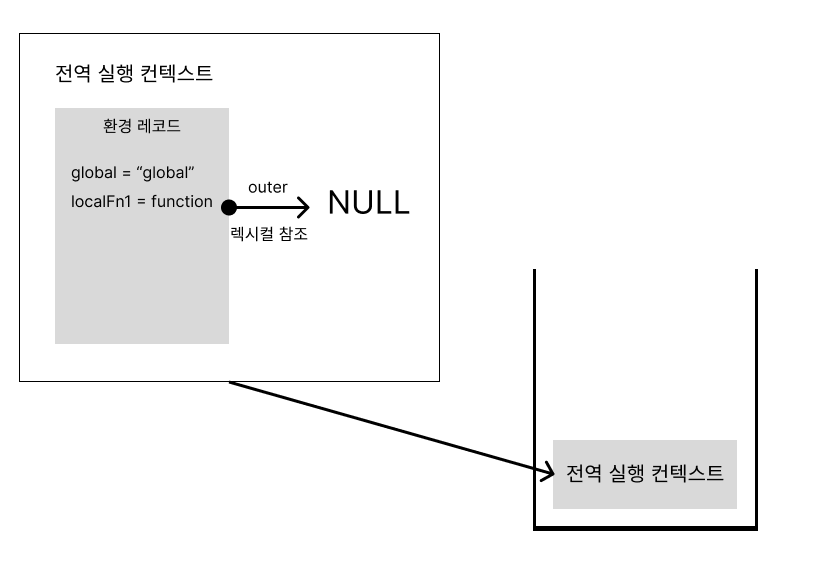 전역 실행 컨텍스트
환경 레코드
global = “global”
localFn1 = function
outer
렉시컬 참조
NULL
전역 실행 컨텍스트